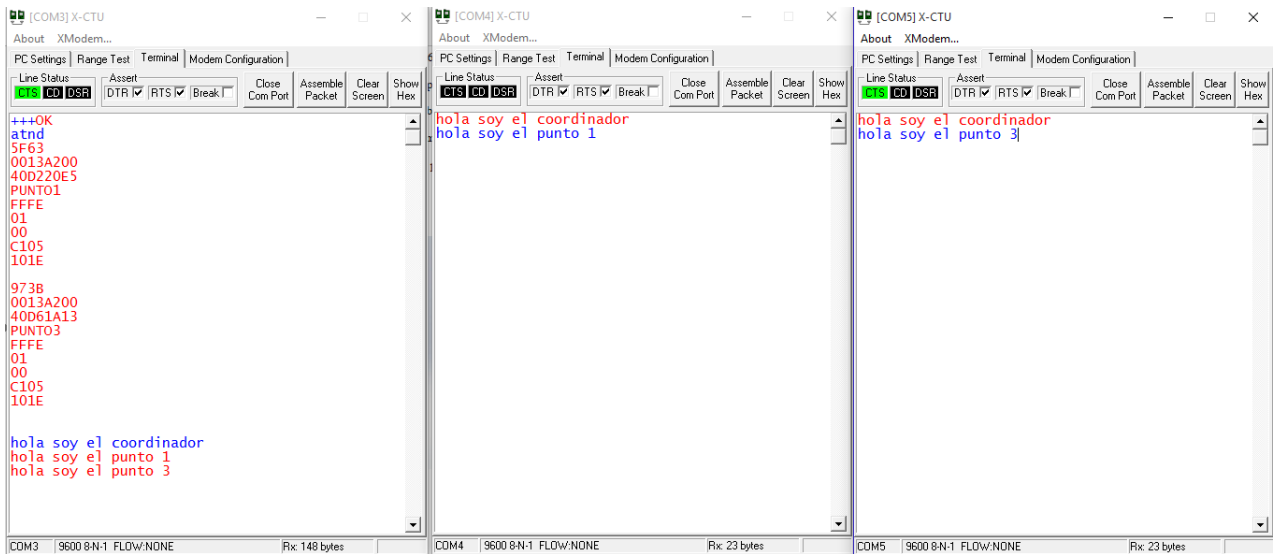 [COM3] X-CTU
About XModem...
PC Settings Range Test Terminal Modem Configuration
Line Status
CTS CD DSR
Assert
DTR RTS Break
Close Com Port
Assemble Packet
Clear Screen
Show Hex
+++OK
atnd
5F63
0013A200
40D220E5
PUNTO1
FFFE
01
00
C105
101E
973B
0013A200
40D61A13
PUNTO3
FFFE
01
00
C105
101E
hola soy el coordinador
hola soy el punto 1
hola soy el punto 3
COM3 9600 8-N-1 FLOW:NONE Rx: 148 bytes
[COM4] X-CTU
About XModem...
PC Settings Range Test Terminal Modem Configuration
Line Status
CTS CD DSR
Assert
DTR RTS Break
Close Com Port
Assemble Packet
Clear Screen
Show Hex
hola soy el coordinador
hola soy el punto 1
COM4 9600 8-N-1 FLOW:NONE Rx: 23 bytes
[COM5] X-CTU
About XModem...
PC Settings Range Test Terminal Modem Configuration
Line Status
CTS CD DSR
Assert
DTR RTS Break
Close Com Port
Assemble Packet
Clear Screen
Show Hex
hola soy el coordinador
hola soy el punto 3
COM5 9600 8-N-1 FLOW:NONE Rx: 23 bytes